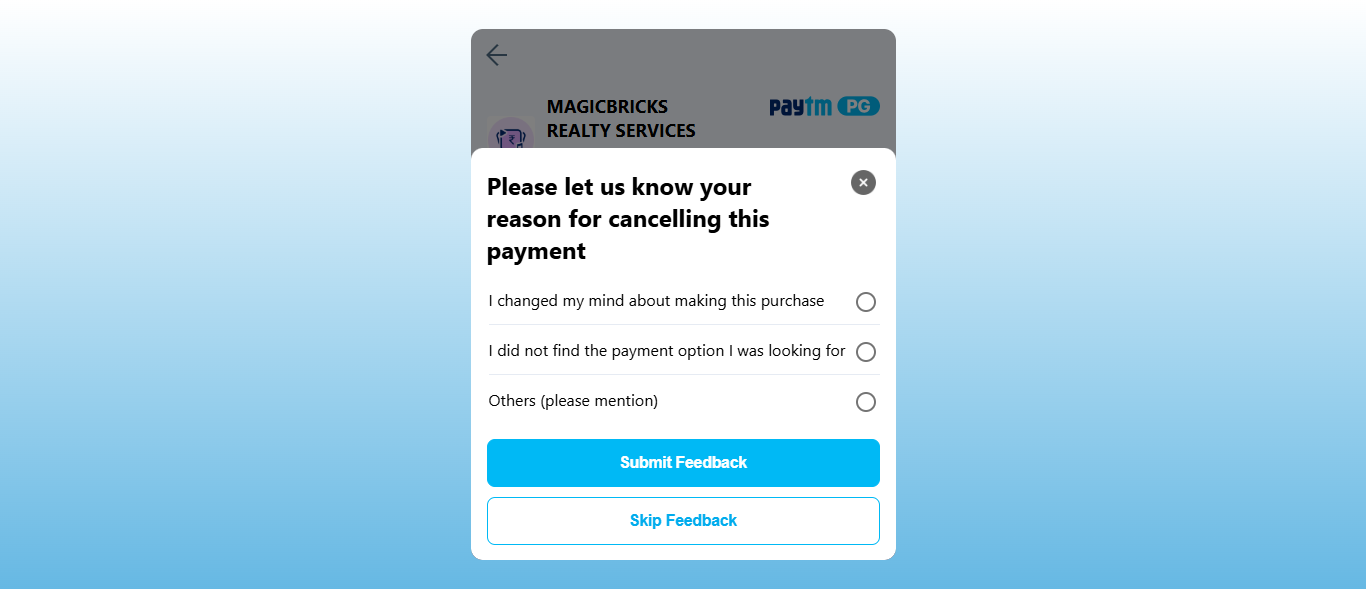 MAGICBRICKS
REALTY SERVICES
paytm PG
₹
Please let us know your
reason for cancelling this
payment
I changed my mind about making this purchase
I did not find the payment option I was looking for
Others (please mention)
Submit Feedback
Skip Feedback